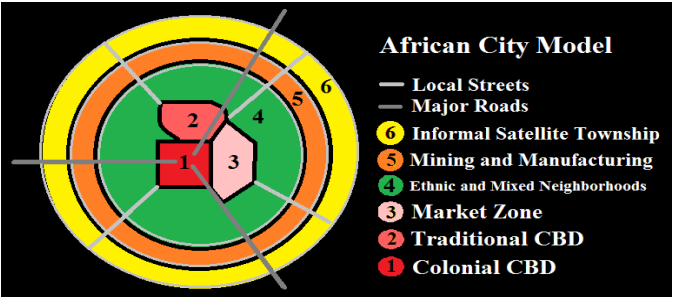 African City Model
Local Streets
Major Roads
6 Informal Satellite Township
5 Mining and Manufacturing
4 Ethnic and Mixed Neighborhoods
3 Market Zone
2 Traditional CBD
1 Colonial CBD
6
5
4
2
1
3